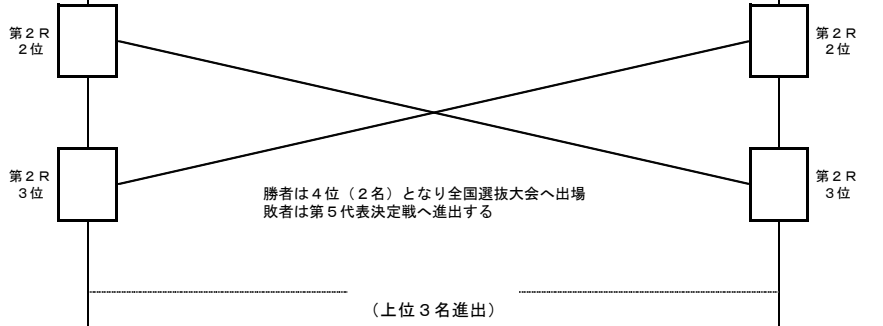 第２Ｒ
２位
第２Ｒ
２位
第２Ｒ
３位
第２Ｒ
３位
勝者は４位（２名）となり全国選抜大会へ出場
敗者は第５代表決定戦へ進出する
（上位３名進出）